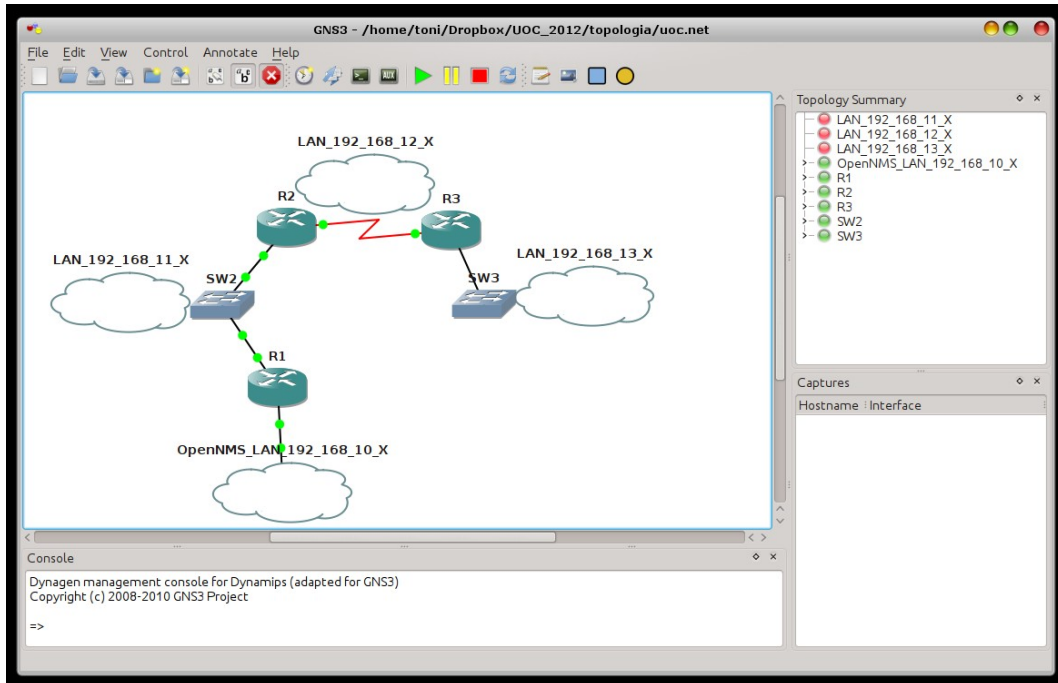 GNS3 - /home/toni/Dropbox/UOC_2012/topologia/uoc.net
File Edit View Control Annotate Help
AUX
LAN_192_168_12_X
R2
R3
LAN_192_168_11_X
SW2
LAN_192_168_13_X
SW3
R1
OpenNMS_LAN_192_168_10_X
Topology Summary
LAN_192_168_11_X
LAN_192_168_12_X
LAN_192_168_13_X
OpenNMS_LAN_192_168_10_X
R1
R2
R3
SW2
SW3
Captures
Hostname Interface
Console
Dynagen management console for Dynamips (adapted for GNS3)
Copyright (c) 2008-2010 GNS3 Project
=>